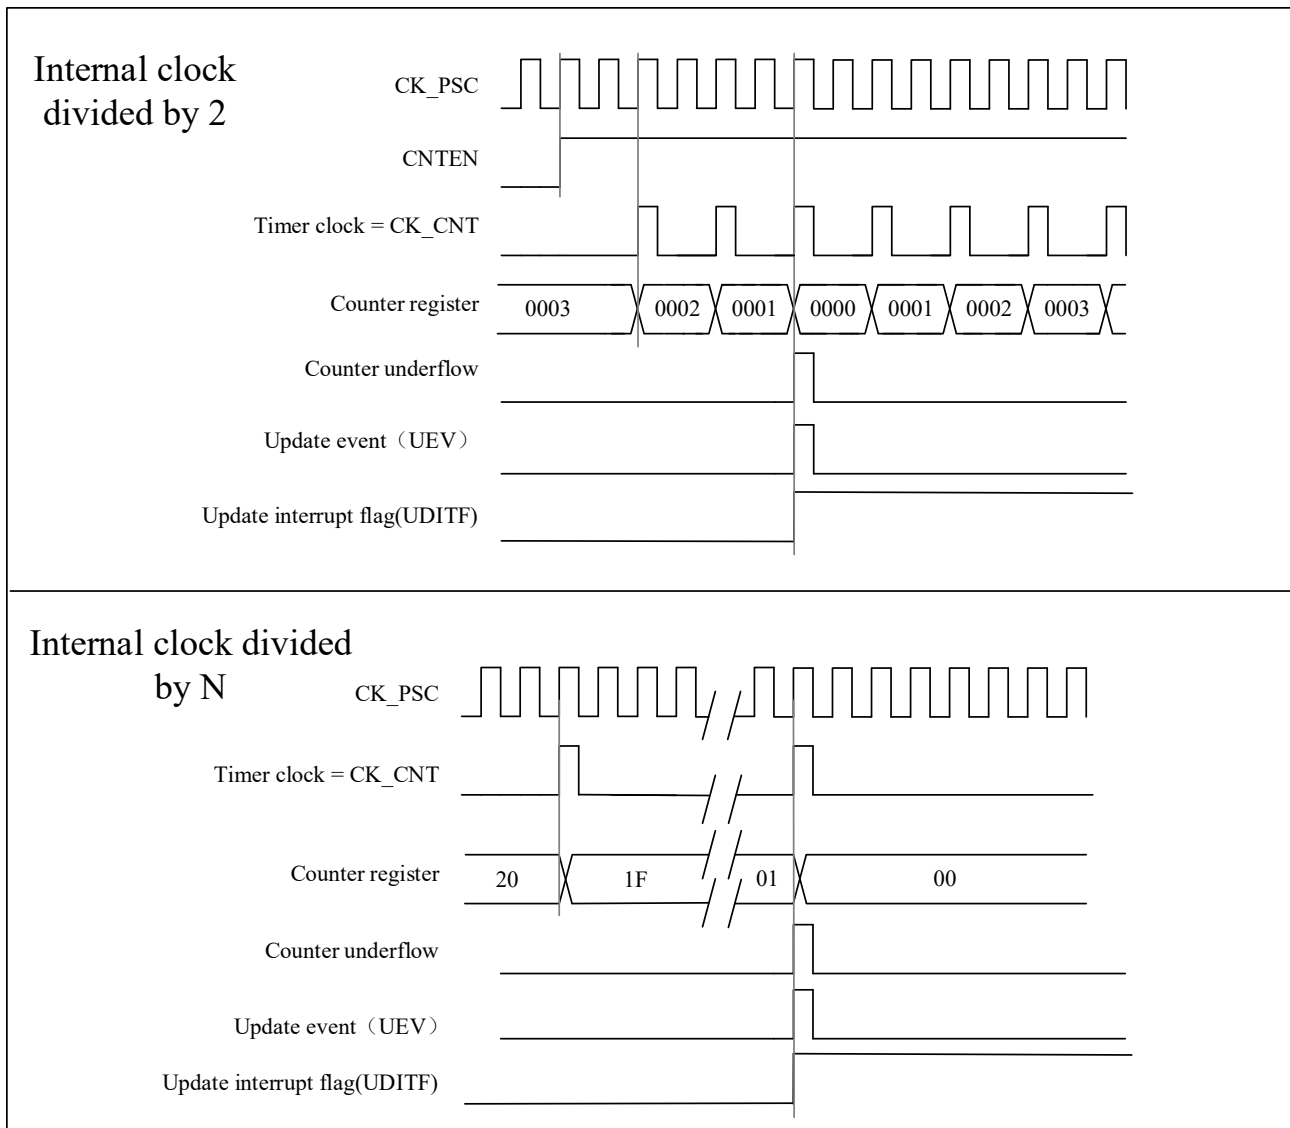 Internal clock
divided by 2
CK_PSC
CNTEN
Timer clock = CK_CNT
Counter register
0003 0002 0001 0000 0001 0002 0003
Counter underflow
Update event（UEV）
Update interrupt flag(UDITF)
Internal clock divided
by N
CK_PSC
Timer clock = CK_CNT
Counter register
20 1F 01 00
Counter underflow
Update event（UEV）
Update interrupt flag(UDITF)